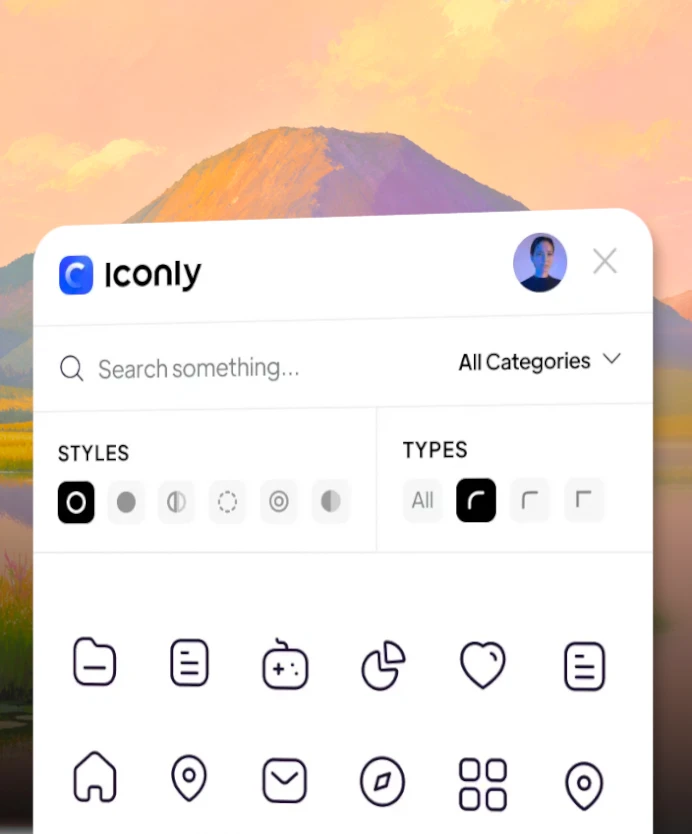 Iconly
Search something...
All Categories
STYLES
TYPES
All